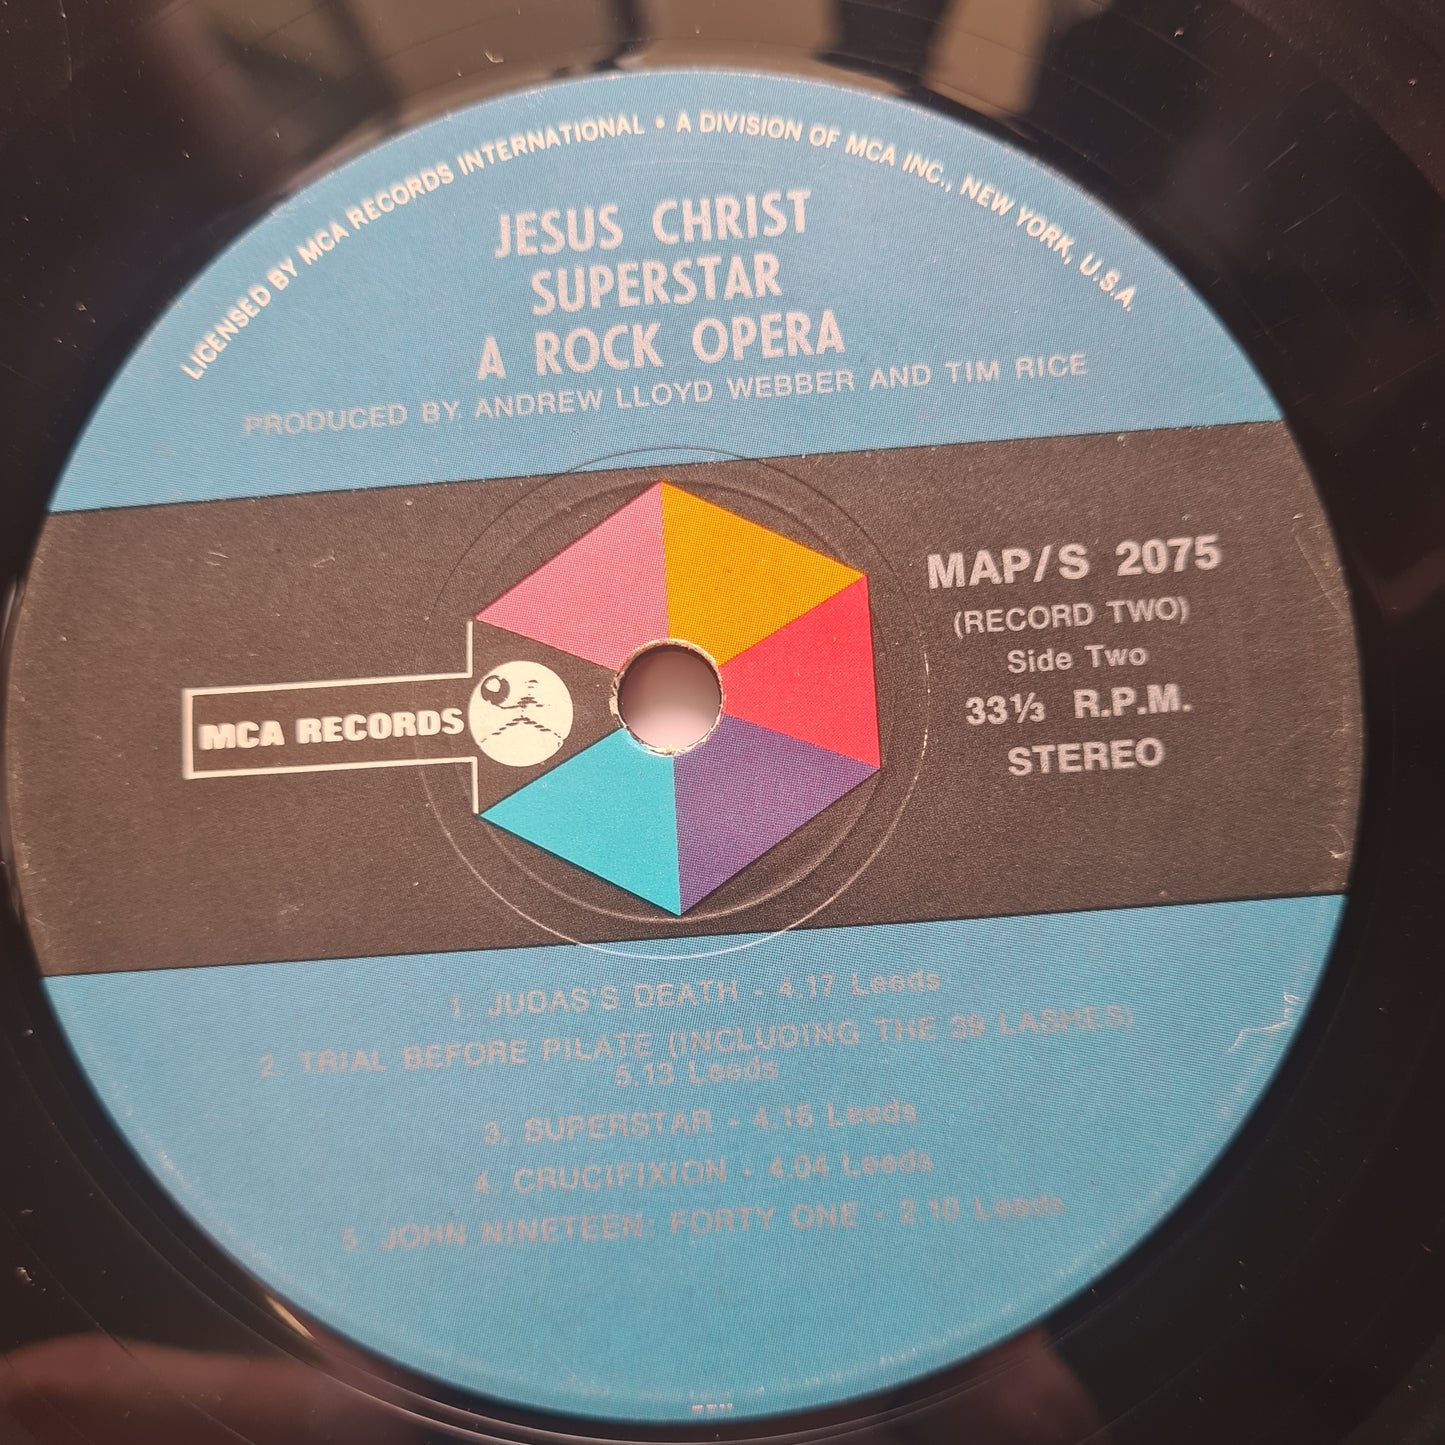 LICENSED BY MCA RECORDS INTERNATIONAL • A DIVISION OF MCA INC., NEW YORK, U.S.A.
JESUS CHRIST
SUPERSTAR
A ROCK OPERA
PRODUCED BY ANDREW LLOYD WEBBER AND TIM RICE
MCA RECORDS
MAP/S 2075
(RECORD TWO)
Side Two
33⅓ R.P.M.
STEREO
1. JUDAS'S DEATH - 4.17 Leeds
2. TRIAL BEFORE PILATE (INCLUDING THE 39 LASHES)
5.13 Leeds
3. SUPERSTAR - 4.16 Leeds
4. CRUCIFIXION - 4.04 Leeds
5. JOHN NINETEEN: FORTY ONE - 2.10 Leeds